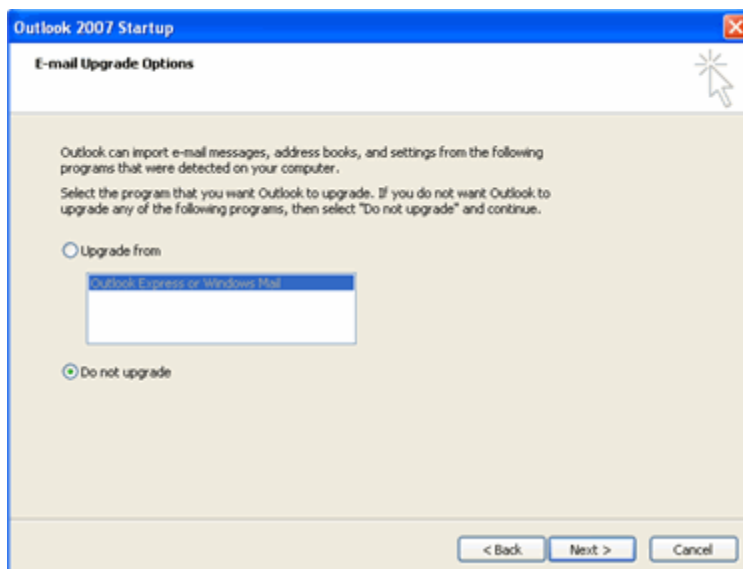 Outlook 2007 Startup
E-mail Upgrade Options
Outlook can import e-mail messages, address books, and settings from the following
programs that were detected on your computer.
Select the program that you want Outlook to upgrade. If you do not want Outlook to
upgrade any of the following programs, then select "Do not upgrade" and continue.
Upgrade from
Outlook Express or Windows Mail
Do not upgrade
< Back Next > Cancel